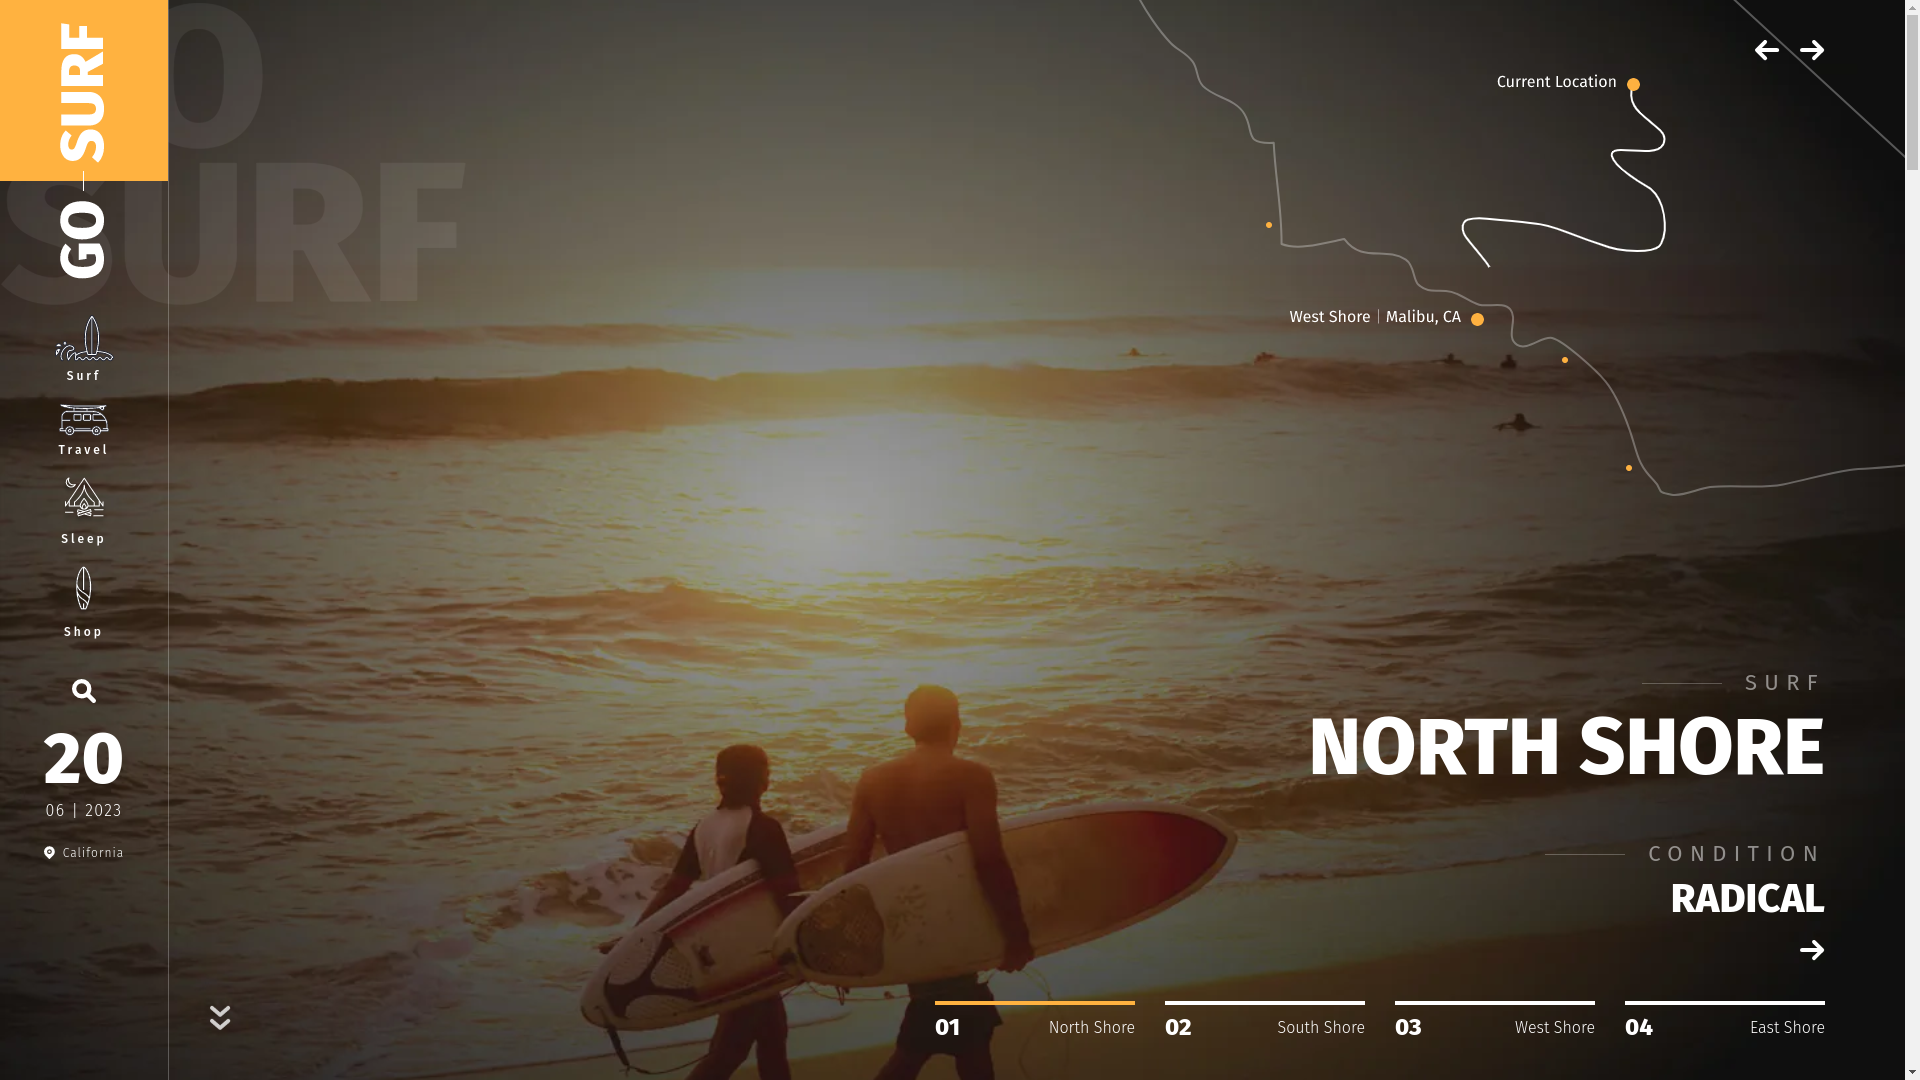 GO — SURF
GO
SURF
Surf
Travel
Sleep
Shop
20
06 | 2023
California
Current Location
West Shore | Malibu, CA
SURF
NORTH SHORE
CONDITION
RADICAL
01 North Shore
02 South Shore
03 West Shore
04 East Shore